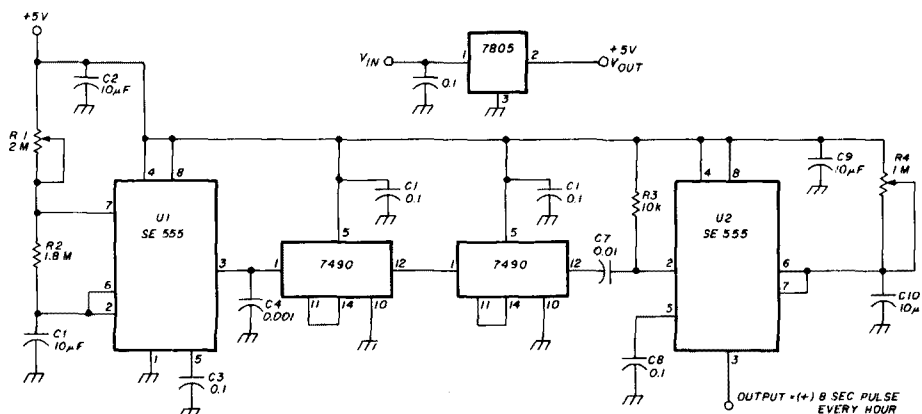 +5V
C2
10µF
R1
2M
7
R2
1.8M
6
2
C1
10µF
4
8
U1
SE 555
3
1
5
C3
0.1
C4
0.001
VIN
1
7805
2
+5V
VOUT
0.1
3
C1
0.1
5
1
7490
12
11
14
10
C1
0.1
5
1
7490
12
11
14
10
C7
0.01
R3
10k
4
8
U2
SE 555
2
5
6
7
3
C8
0.1
C9
10µF
R4
1M
C10
10µ
OUTPUT =(+) 8 SEC PULSE
EVERY HOUR